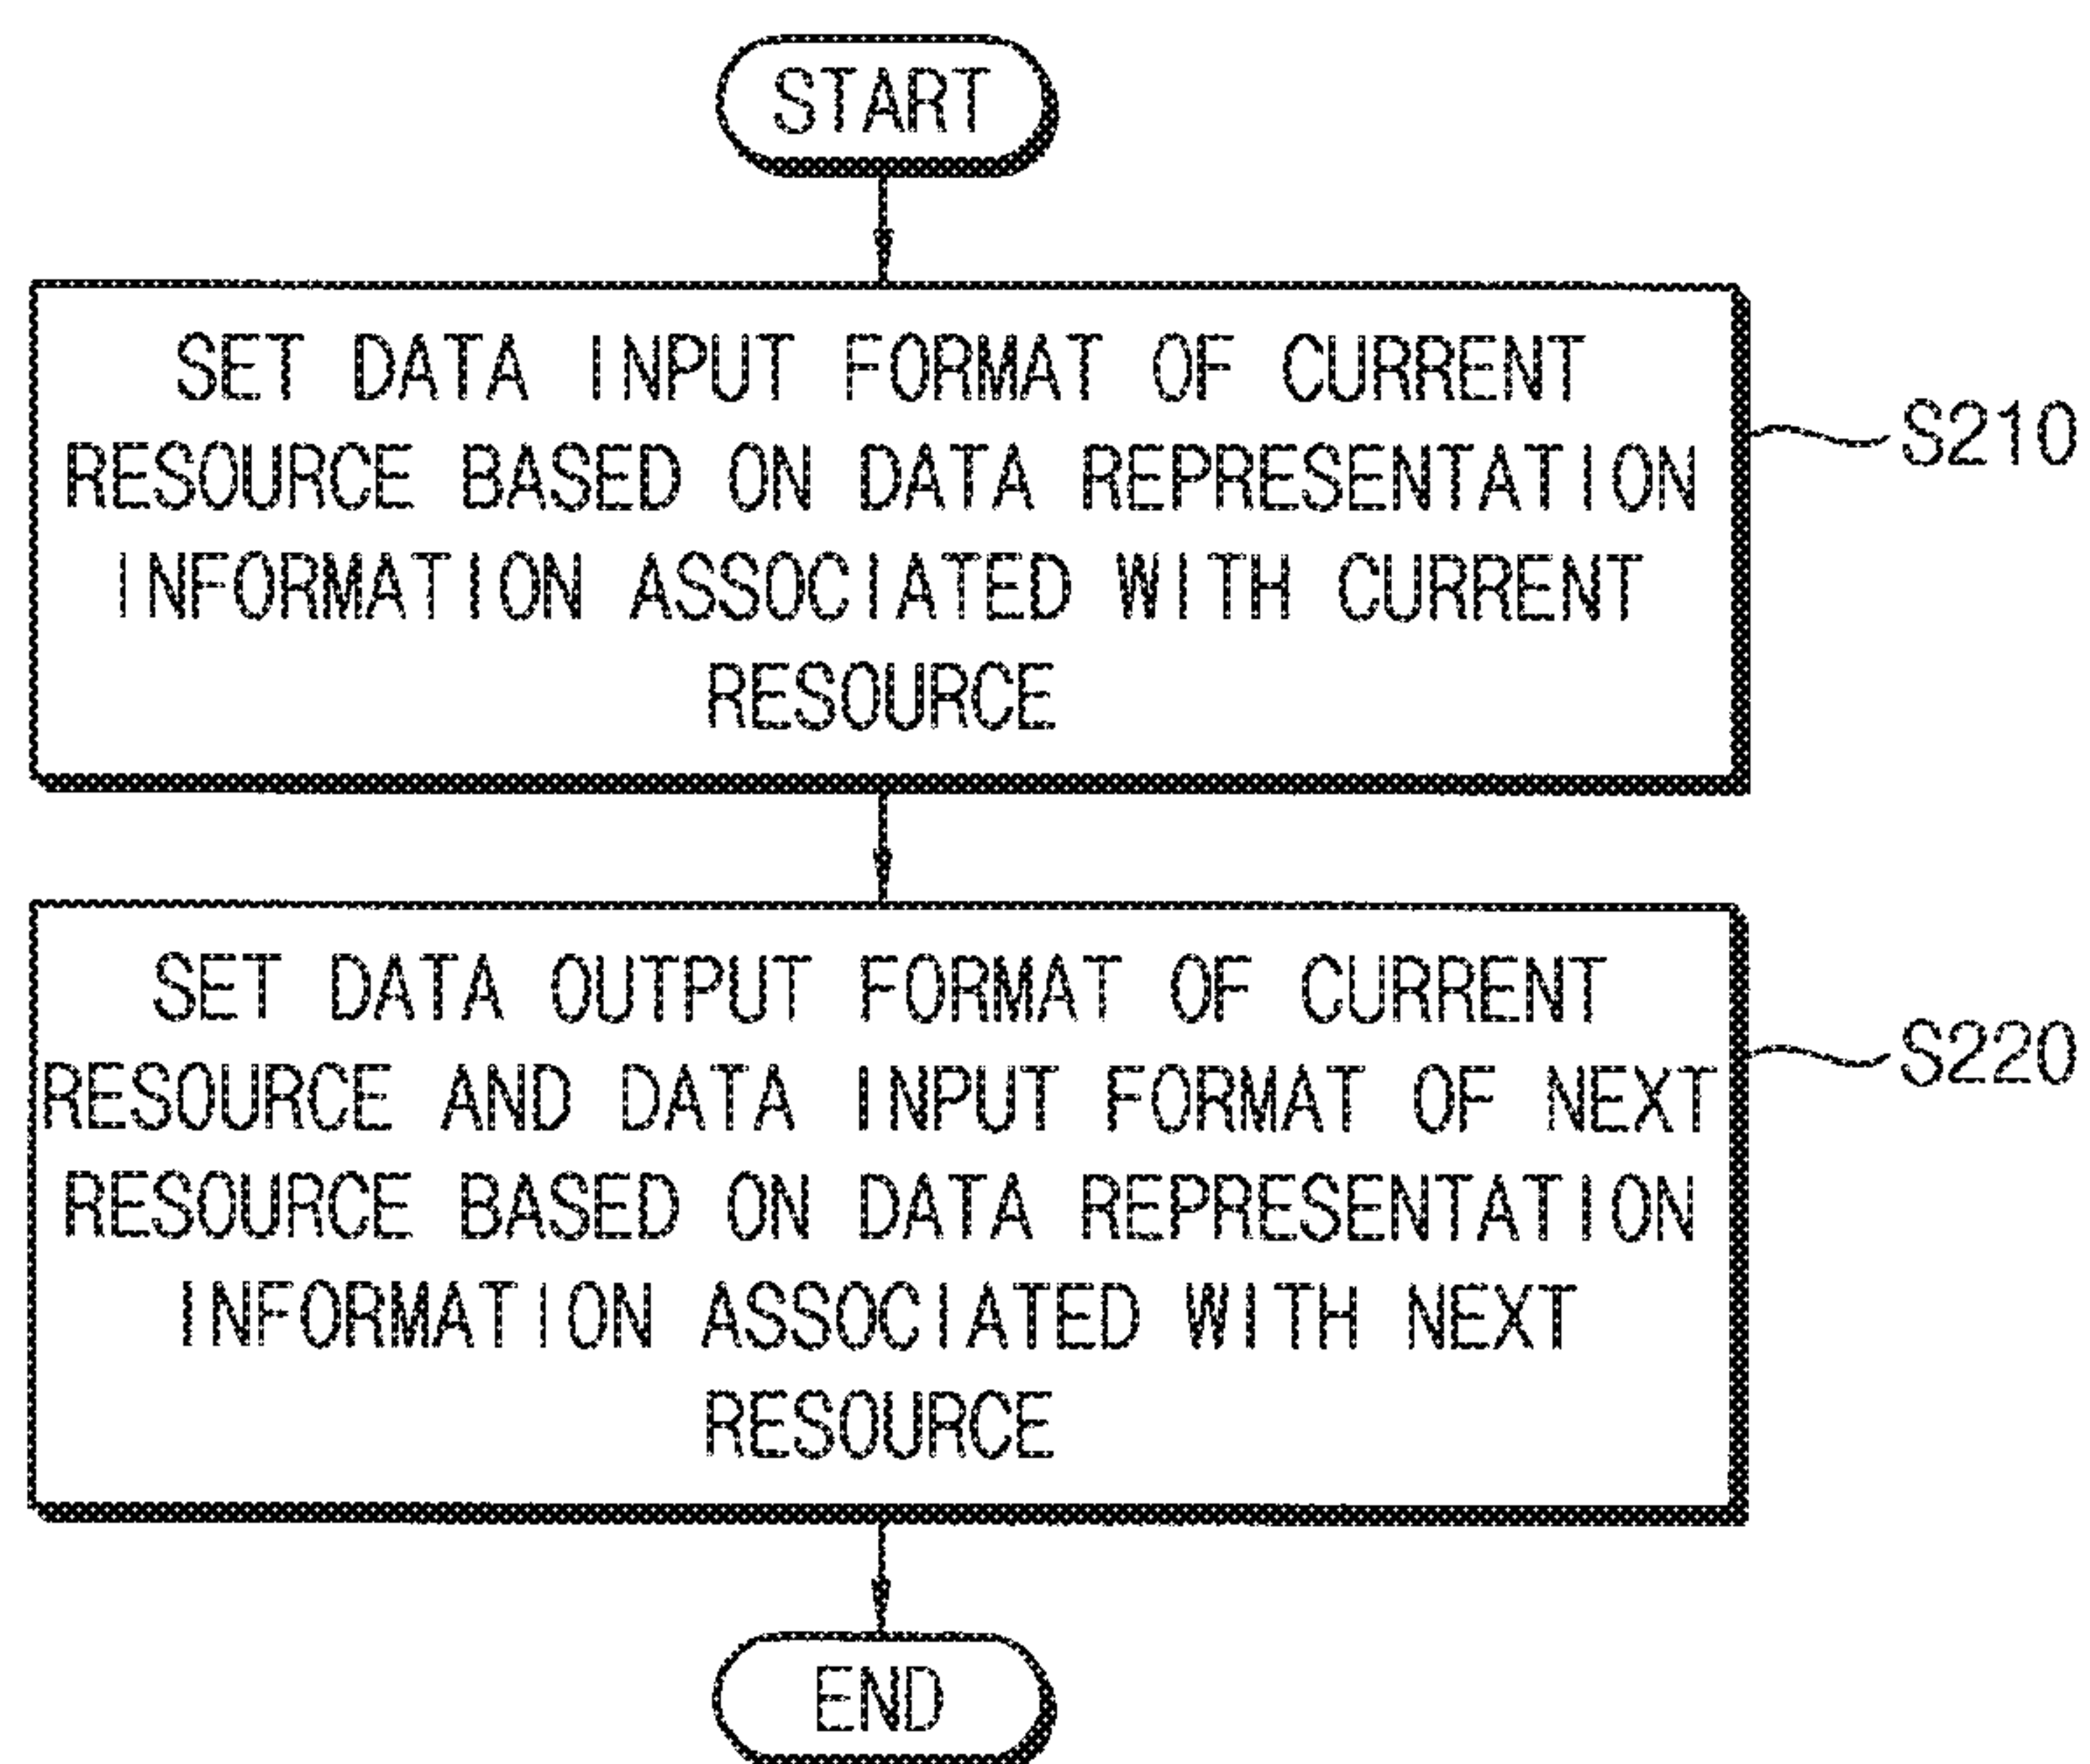 START
SET DATA INPUT FORMAT OF CURRENT
RESOURCE BASED ON DATA REPRESENTATION
INFORMATION ASSOCIATED WITH CURRENT
RESOURCE
S210
SET DATA OUTPUT FORMAT OF CURRENT
RESOURCE AND DATA INPUT FORMAT OF NEXT
RESOURCE BASED ON DATA REPRESENTATION
INFORMATION ASSOCIATED WITH NEXT
RESOURCE
S220
END